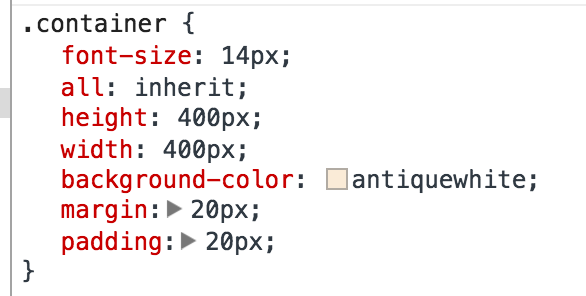 .container {
font-size: 14px;
all: inherit;
height: 400px;
width: 400px;
background-color: antiquewhite;
margin: 20px;
padding: 20px;
}